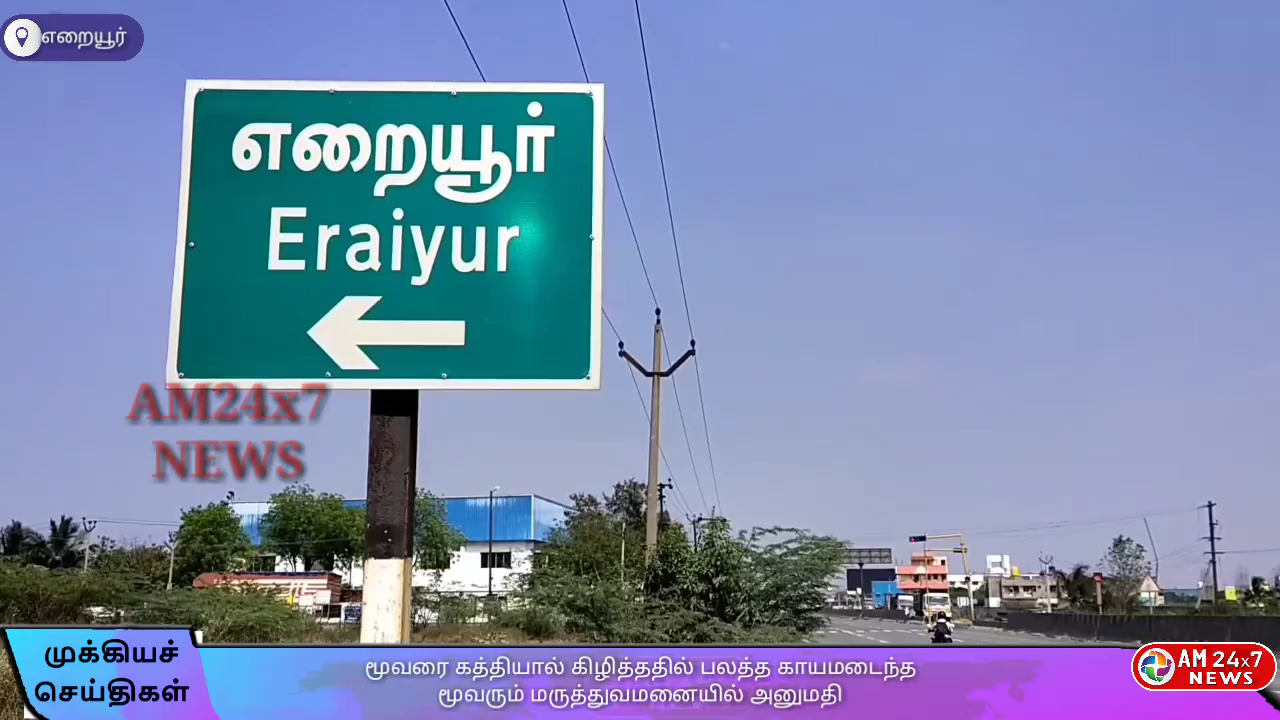 எறையூர்
எறையூர்
Eraiyur
AM24x7
NEWS
முக்கியச்
செய்திகள்
மூவரை கத்தியால் கிழித்ததில் பலத்த காயமடைந்த
மூவரும் மருத்துவமனையில் அனுமதி
AM 24x7
NEWS